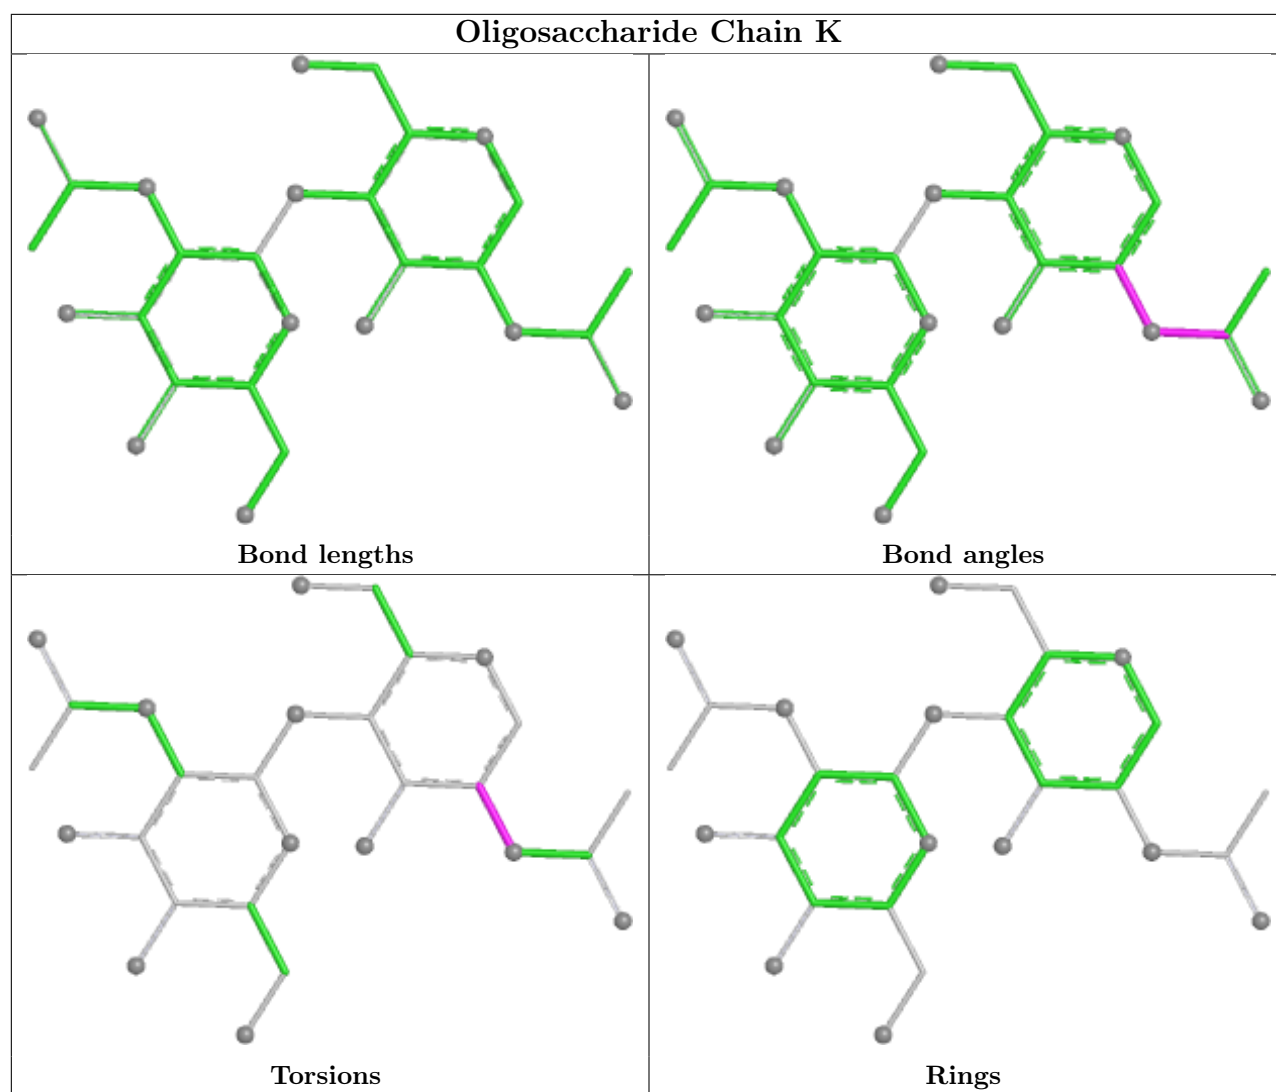 Oligosaccharide Chain K
Bond lengths
Bond angles
Torsions
Rings